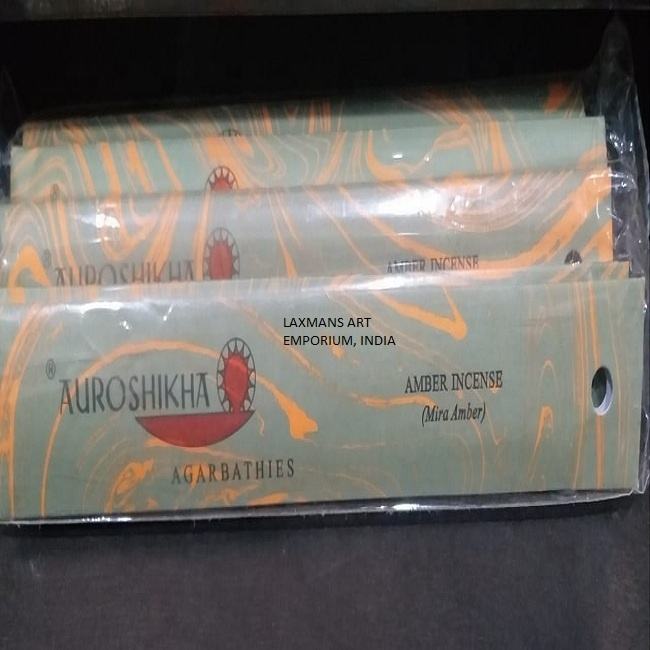 AUROSHIKHA
AMBER INCENSE
LAXMANS ART
EMPORIUM, INDIA
® AUROSHIKHA
AGARBATHIES
AMBER INCENSE
(Mira Amber)